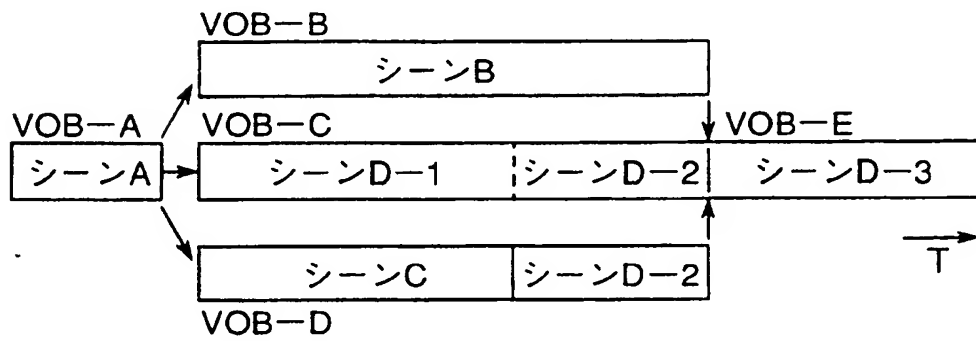 VOB—B
シーンB
VOB—A
VOB—C
VOB—E
シーンA
シーンD—1
シーンD—2
シーンD—3
T
シーンC
シーンD—2
VOB—D